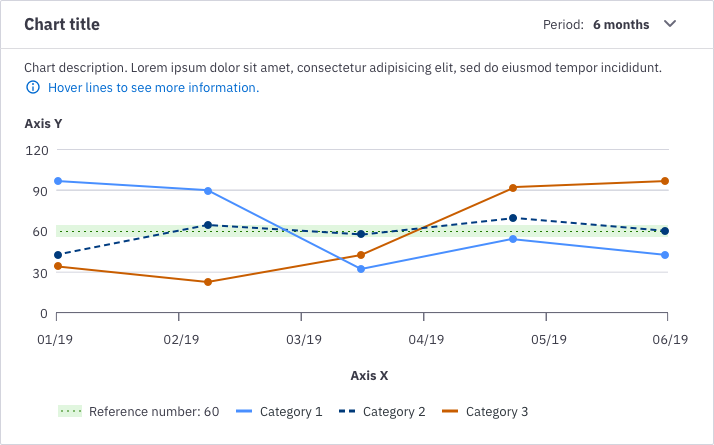 Chart title
Period: 6 months
Chart description. Lorem ipsum dolor sit amet, consectetur adipisicing elit, sed do eiusmod tempor incididunt.
Hover lines to see more information.
Axis Y
120
90
60
30
0
01/19 02/19 03/19 04/19 05/19 06/19
Axis X
Reference number: 60 Category 1 Category 2 Category 3